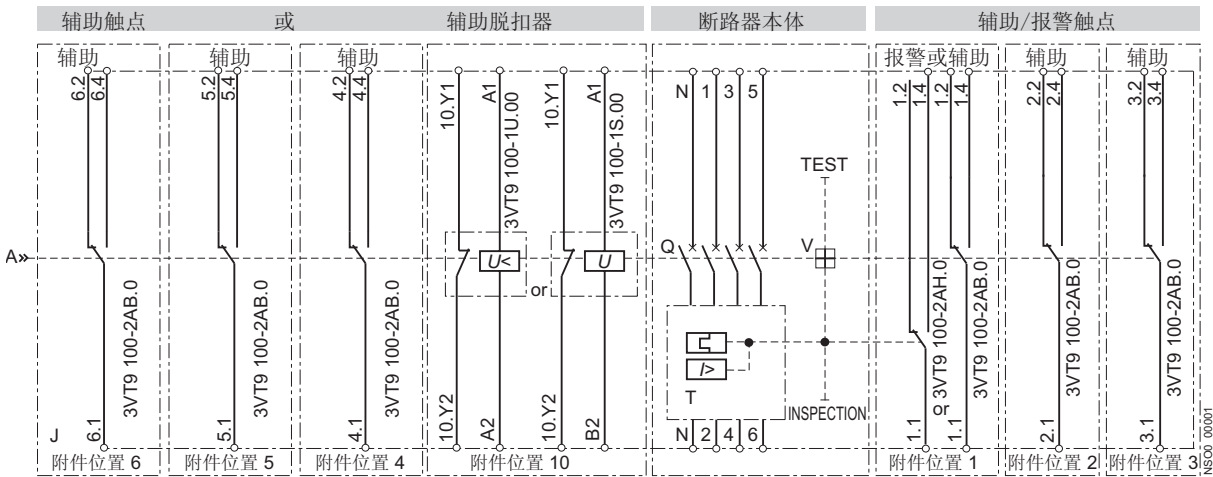 辅助触点 或 辅助脱扣器 断路器本体 辅助/报警触点
辅助 辅助 辅助 报警或辅助 辅助 辅助
6.2 6.4 5.2 5.4 4.2 4.4 10.Y1 A1 10.Y1 A1 N 1 3 5 1.2 1.4 1.2 1.4 2.2 2.4 3.2 3.4
3VT9 100-1U.00 3VT9 100-1S.00
TEST
A» U< U Q V
or
3VT9 100-2AB.0 3VT9 100-2AB.0 3VT9 100-2AB.0 3VT9 100-2AH.0 3VT9 100-2AB.0 3VT9 100-2AB.0 3VT9 100-2AB.0
I>
T
INSPECTION
or
J 6.1 5.1 4.1 10.Y2 A2 10.Y2 B2 N 2 4 6 1.1 1.1 2.1 3.1
附件位置 6 附件位置 5 附件位置 4 附件位置 10 附件位置 1 附件位置 2 附件位置 3
NSO0_00001